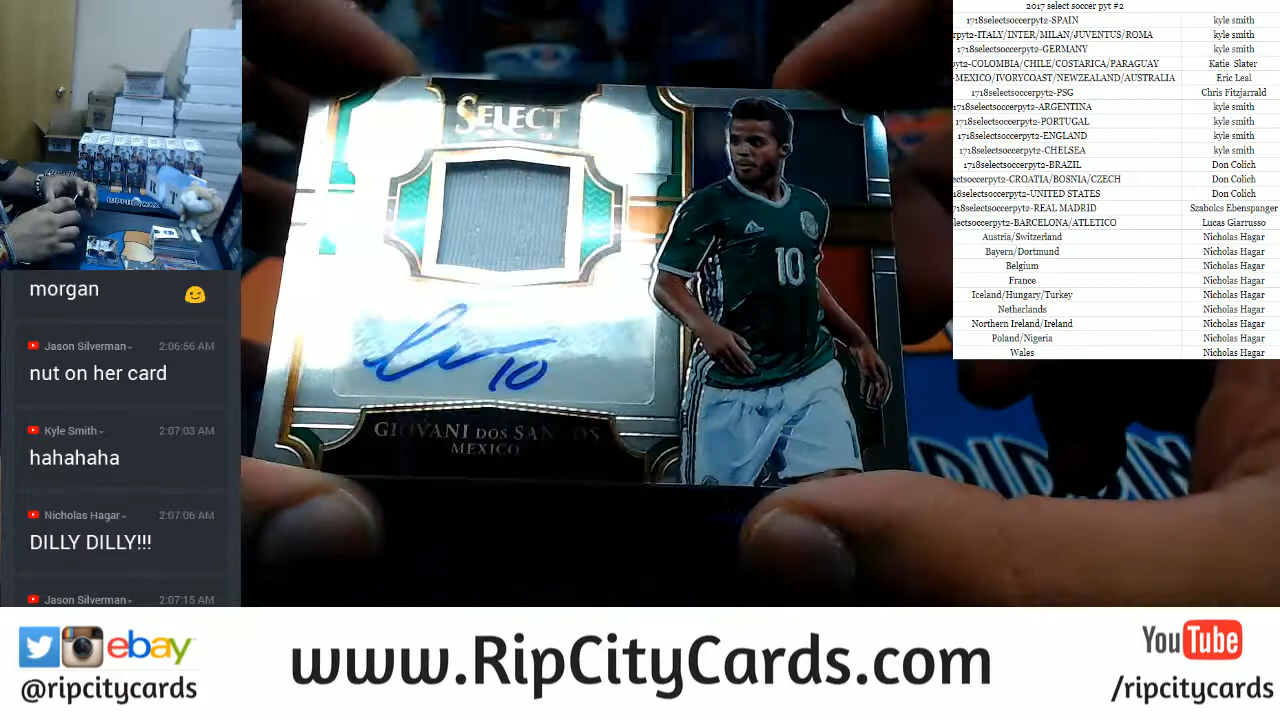 morgan
Jason Silverman 2:06:56 AM
nut on her card
Kyle Smith 2:07:03 AM
hahahaha
Nicholas Hagar 2:07:06 AM
DILLY DILLY!!!
Jason Silverman 2:07:15 AM
SELECT
10
10
GIOVANI DOS SANTOS
MEXICO
2017 select soccer pyt #2
1718selectsoccerpyt2-SPAIN kyle smith
rpyt2-ITALY/INTER/MILAN/JUVENTUS/ROMA kyle smith
1718selectsoccerpyt2-GERMANY kyle smith
pyt2-COLOMBIA/CHILE/COSTARICA/PARAGUAY Katie Slater
-MEXICO/IVORYCOAST/NEWZEALAND/AUSTRALIA Eric Leal
1718selectsoccerpyt2-PSG Chris Fitzjarrald
1718selectsoccerpyt2-ARGENTINA kyle smith
1718selectsoccerpyt2-PORTUGAL kyle smith
1718selectsoccerpyt2-ENGLAND kyle smith
1718selectsoccerpyt2-CHELSEA kyle smith
1718selectsoccerpyt2-BRAZIL Don Colich
ectsoccerpyt2-CROATIA/BOSNIA/CZECH Don Colich
18selectsoccerpyt2-UNITED STATES Don Colich
718selectsoccerpyt2-REAL MADRID Szabolcs Ebenspanger
lectsoccerpyt2-BARCELONA/ATLETICO Lucas Giarrusso
Austria/Switzerland Nicholas Hagar
Bayern/Dortmund Nicholas Hagar
Belgium Nicholas Hagar
France Nicholas Hagar
Iceland/Hungary/Turkey Nicholas Hagar
Netherlands Nicholas Hagar
Northern Ireland/Ireland Nicholas Hagar
Poland/Nigeria Nicholas Hagar
Wales Nicholas Hagar
ebay
@ripcitycards
www.RipCityCards.com
YouTube
/ripcitycards